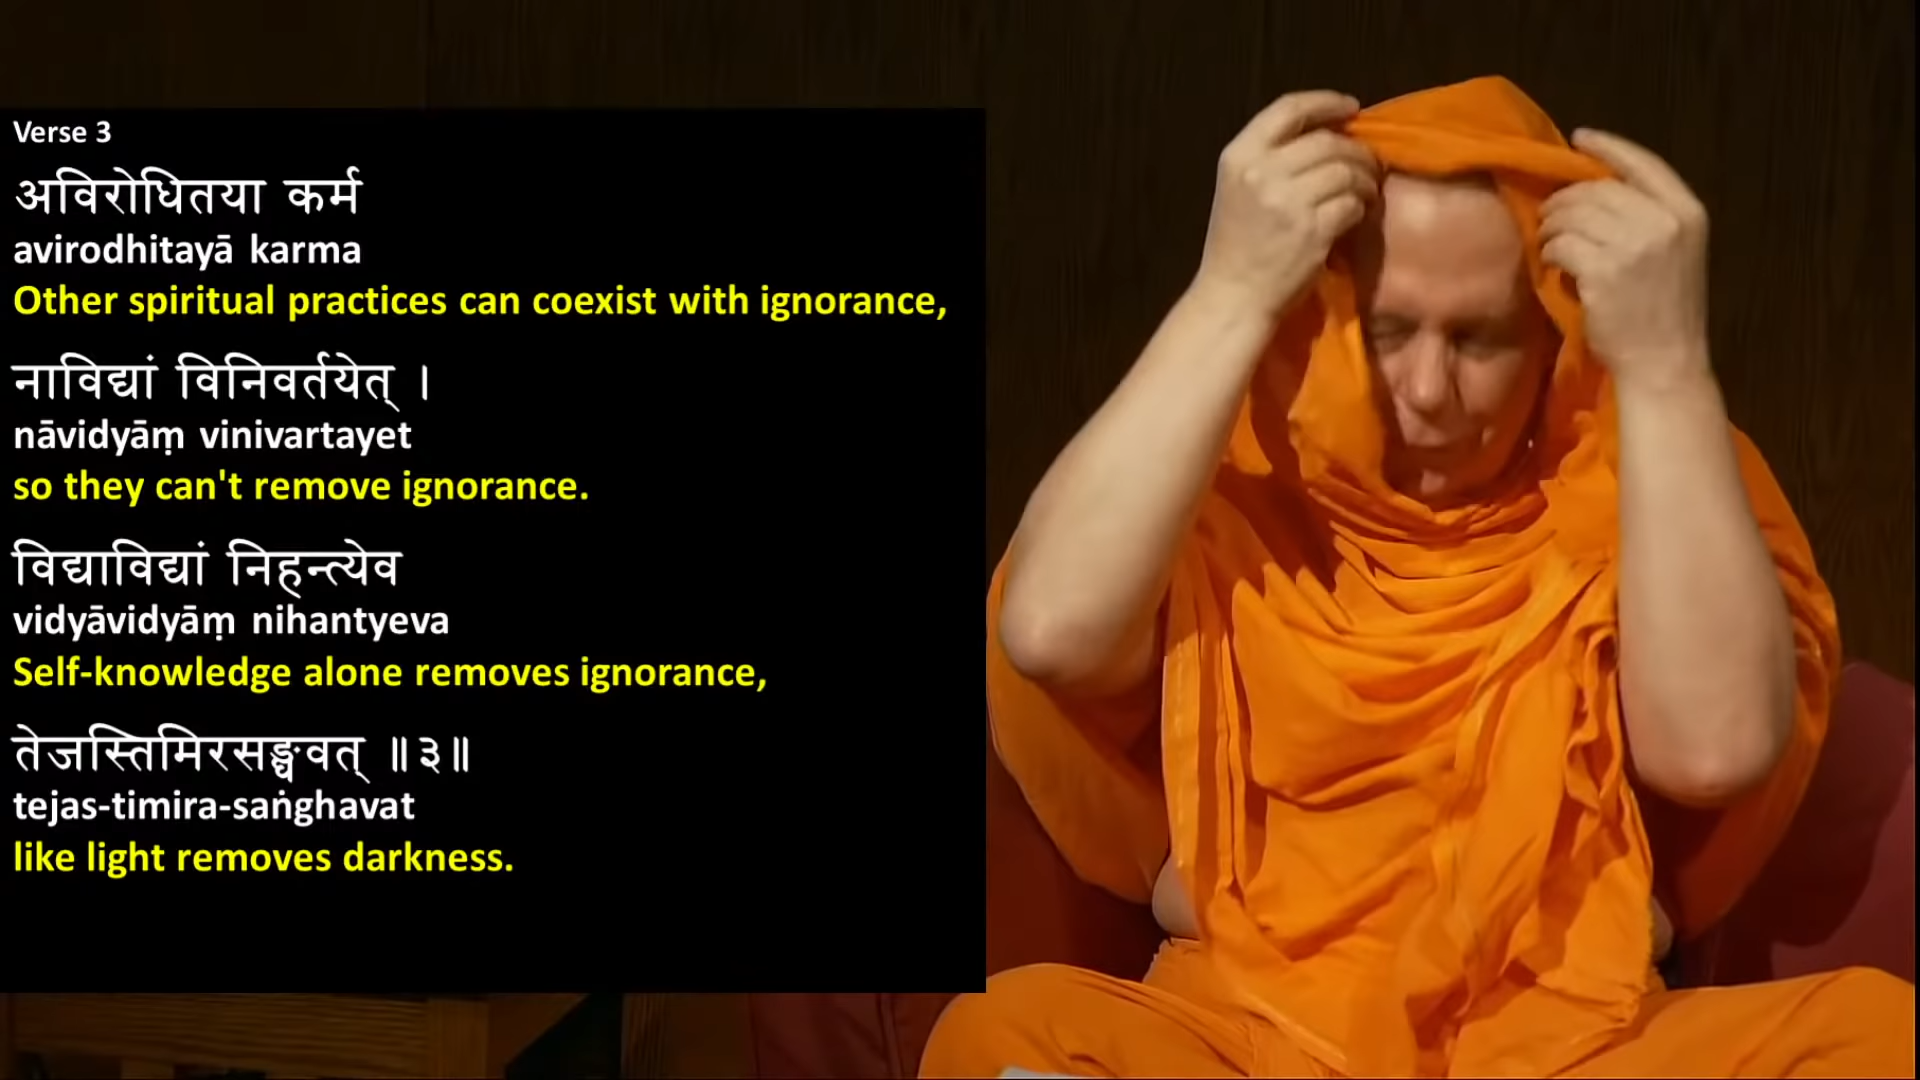 Verse 3
अविरोधितया कर्म
avirodhitayā karma
Other spiritual practices can coexist with ignorance,
नाविद्यां विनिवर्तयेत् ।
nāvidyāṃ vinivartayet
so they can't remove ignorance.
विद्याविद्यां निहन्त्येव
vidyāvidyāṃ nihantyeva
Self-knowledge alone removes ignorance,
तेजस्तिमिरसङ्घवत् ॥३॥
tejas-timira-saṅghavat
like light removes darkness.